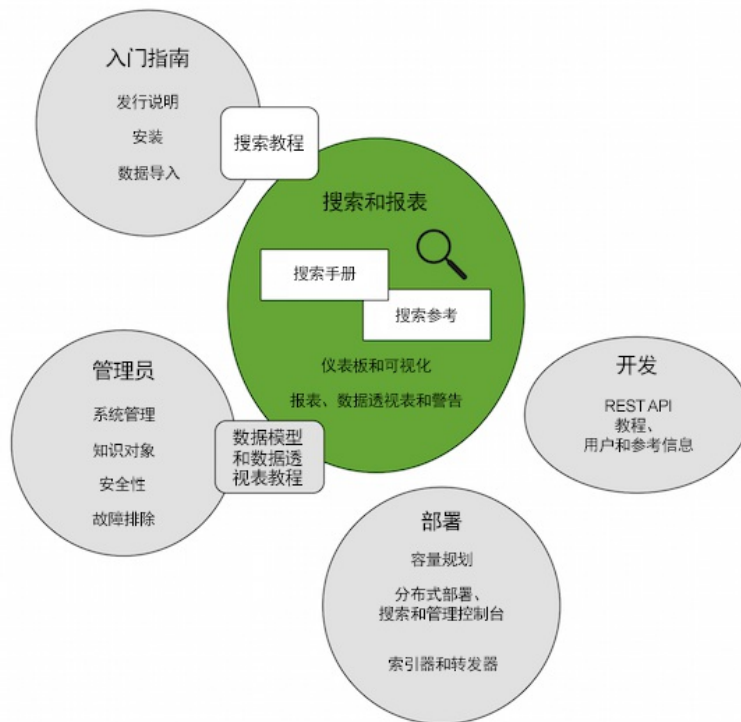 入门指南
发行说明
安装
数据导入
搜索教程
搜索和报表
搜索手册
搜索参考
仪表板和可视化
报表、数据透视表和警告
管理员
系统管理
知识对象
安全性
故障排除
数据模型
和数据透
视表教程
开发
REST API
教程、
用户和参考信息
部署
容量规划
分布式部署、
搜索和管理控制台
索引器和转发器